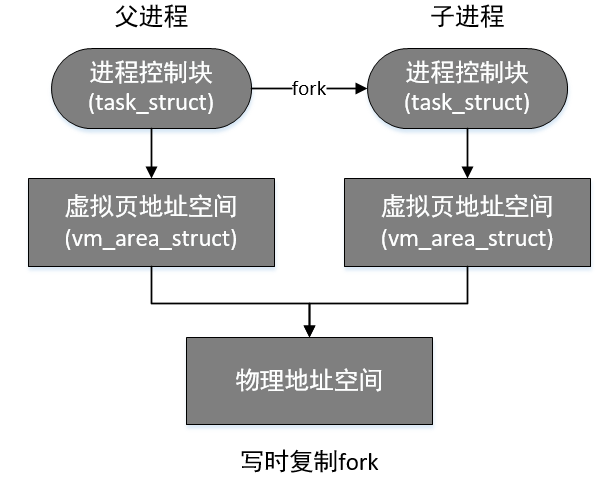 父进程
子进程
进程控制块
(task_struct)
fork
进程控制块
(task_struct)
虚拟页地址空间
(vm_area_struct)
虚拟页地址空间
(vm_area_struct)
物理地址空间
写时复制fork